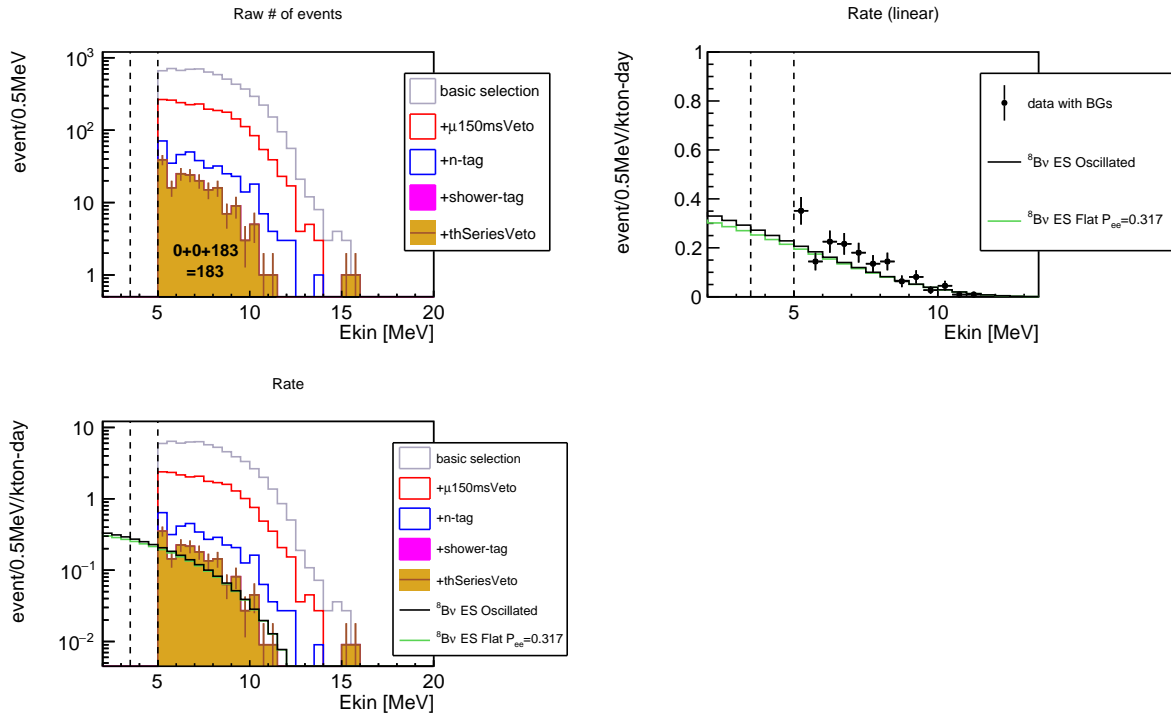 Raw # of events
event/0.5MeV
10³
10²
10
1
0+0+183
=183
basic selection
+μ150msVeto
+n-tag
+shower-tag
+thSeriesVeto
5 10 15 20
Ekin [MeV]
Rate (linear)
event/0.5MeV/kton-day
1
0.8
0.6
0.4
0.2
0
data with BGs
⁸Bν ES Oscillated
⁸Bν ES Flat Pₑₑ=0.317
5 10
Ekin [MeV]
Rate
event/0.5MeV/kton-day
10
1
10⁻¹
10⁻²
basic selection
+μ150msVeto
+n-tag
+shower-tag
+thSeriesVeto
⁸Bν ES Oscillated
⁸Bν ES Flat Pₑₑ=0.317
5 10 15 20
Ekin [MeV]